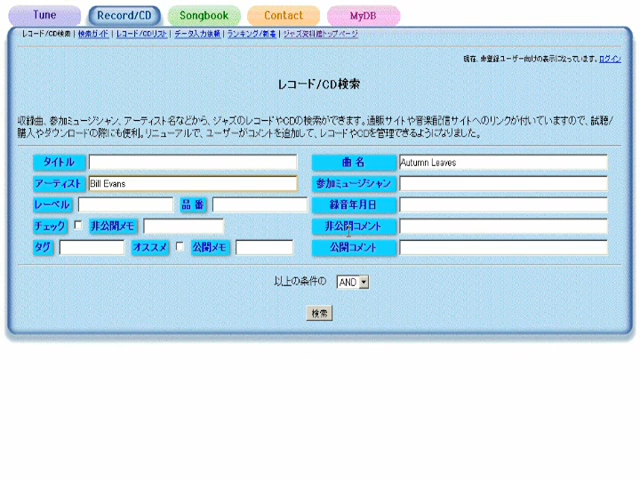 Tune Record/CD Songbook Contact MyDB
レコード/CD検索 | 検索ガイド | レコード/CDリスト | データ入力依頼 | ランキング/新着 | ジャズ資料館トップページ
現在、非登録ユーザー向けの表示になっています。ログイン
レコード/CD検索
収録曲、参加ミュージシャン、アーティスト名などから、ジャズのレコードやCDの検索ができます。通販サイトや音楽配信サイトへのリンクが付いていますので、試聴/
購入やダウンロードの際にも便利。リニューアルで、ユーザーがコメントを追加して、レコードやCDを管理できるようになりました。
タイトル 曲 名 Autumn Leaves
アーティスト Bill Evans 参加ミュージシャン
レーベル 品 番 録音年月日
チェック 非公開メモ 非公開コメント
タグ オススメ 公開メモ 公開コメント
以上の条件の AND
検索